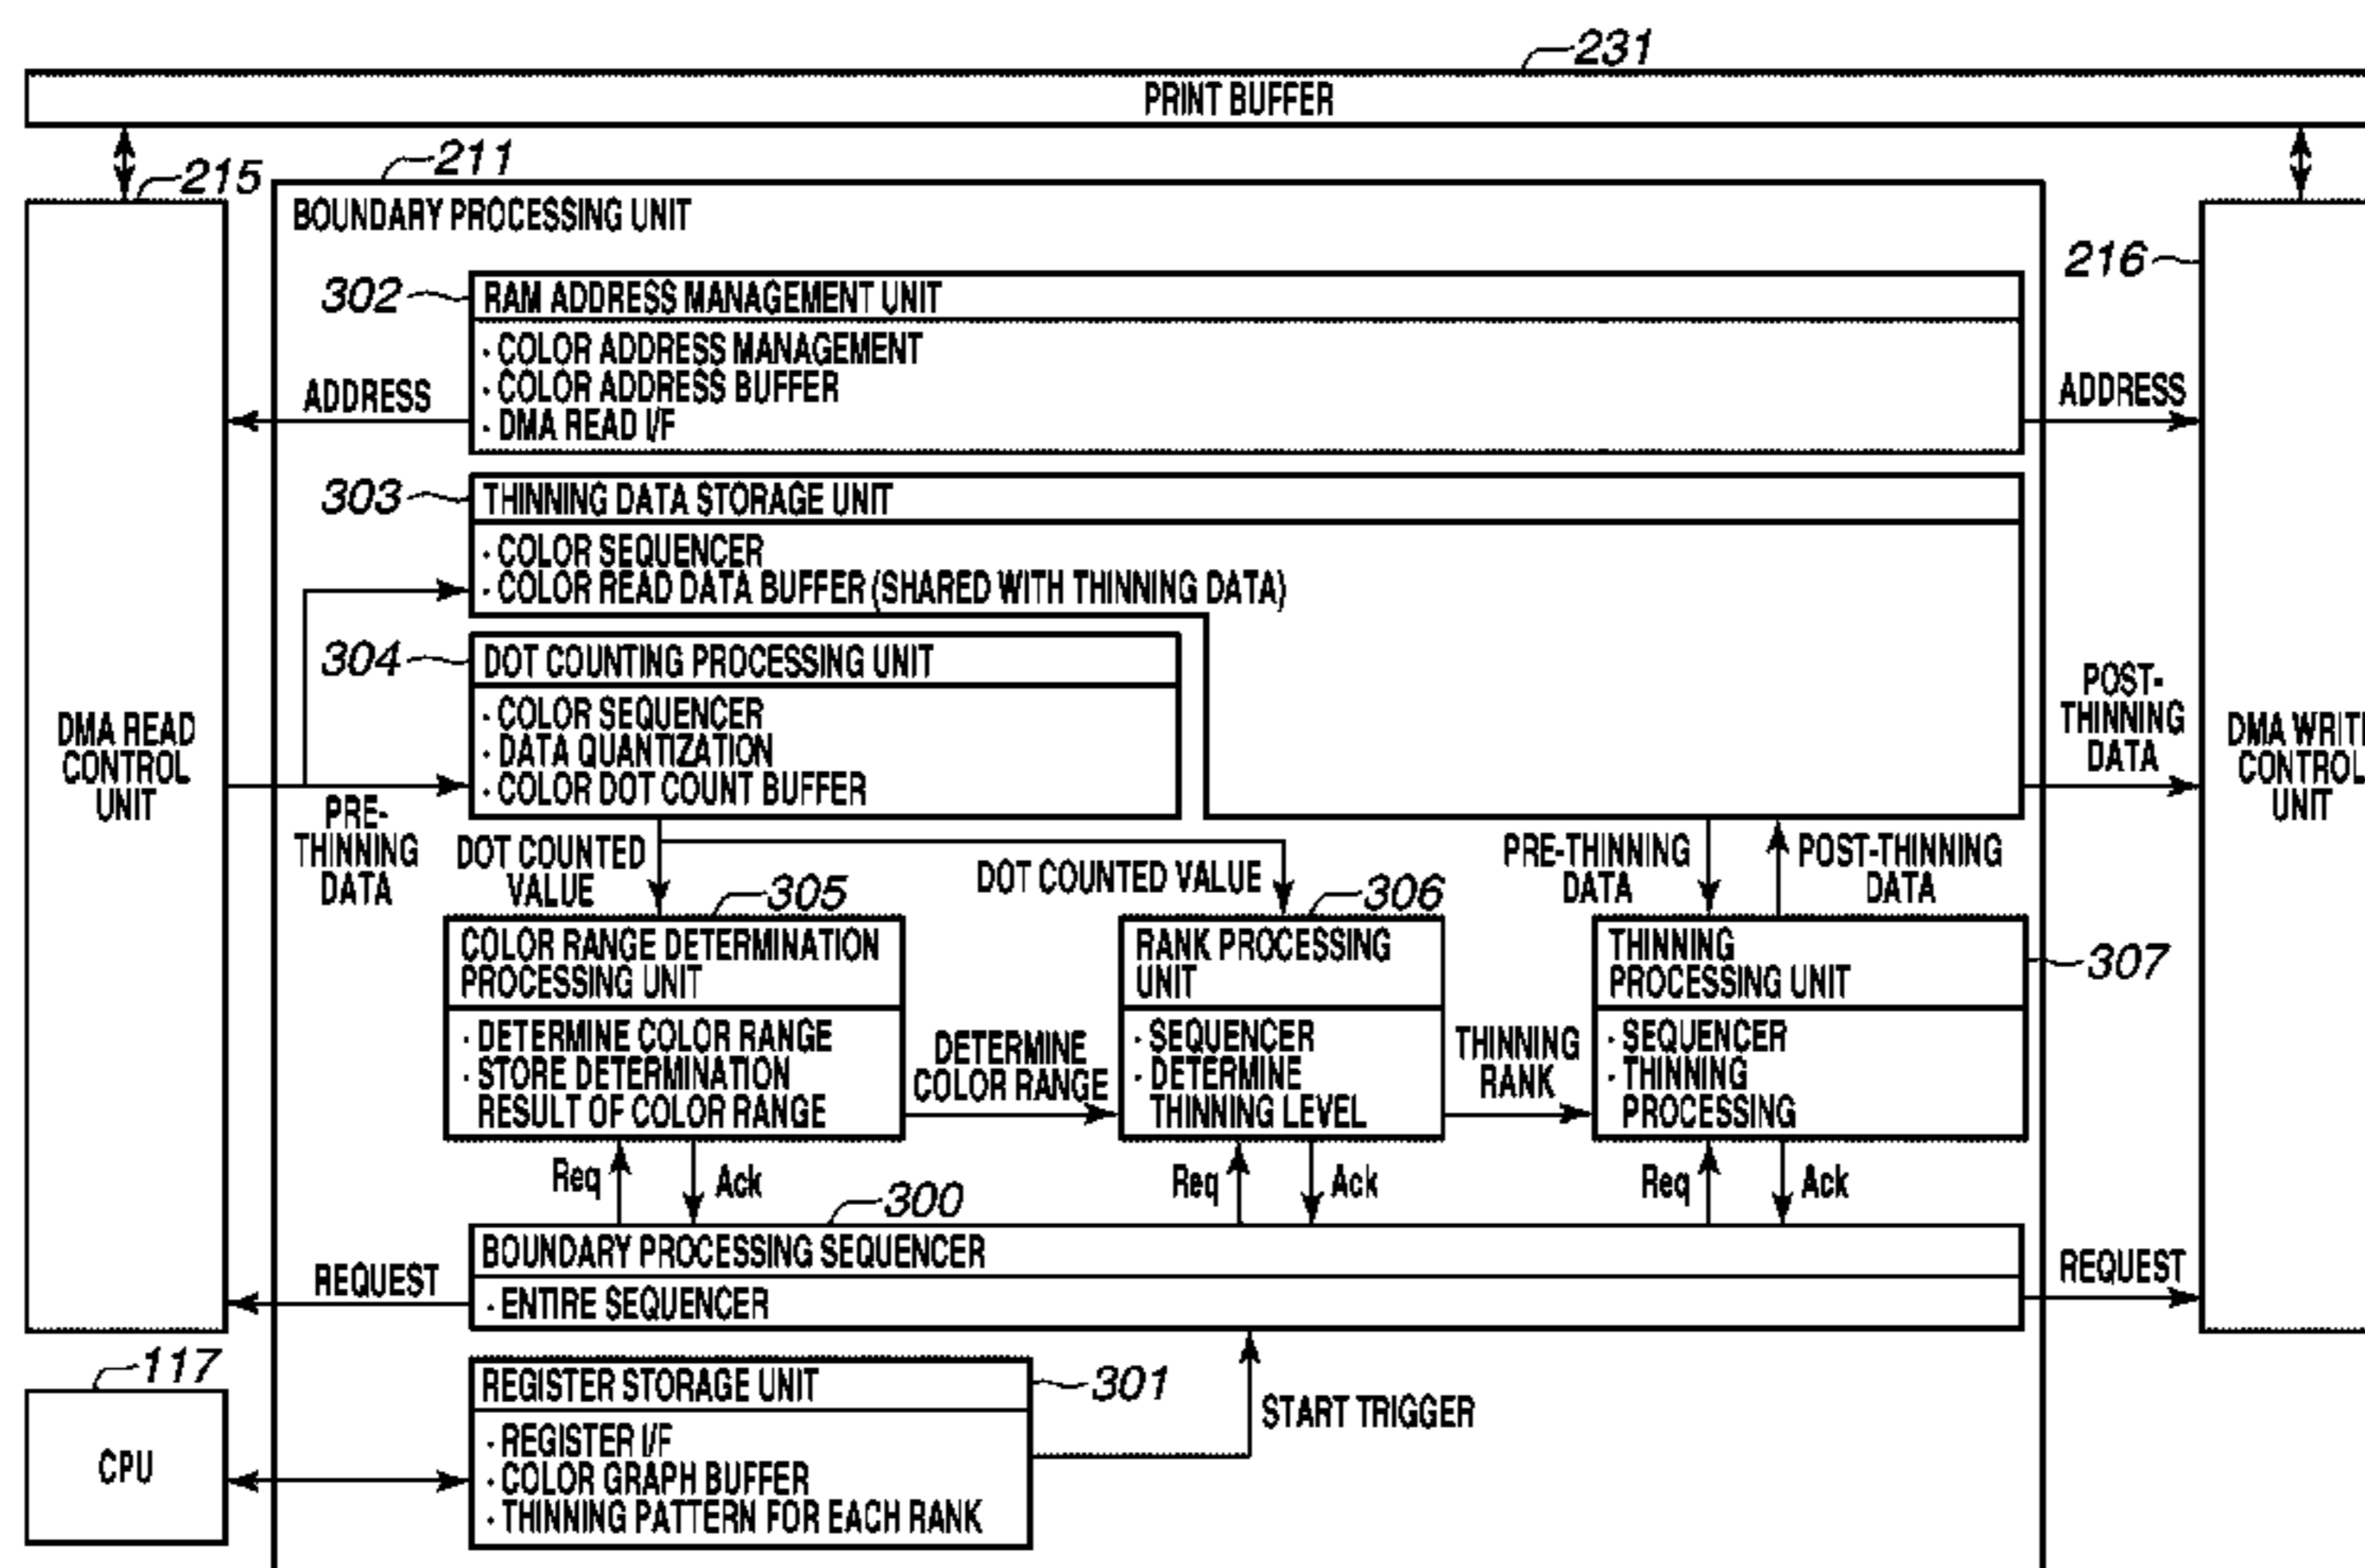 231
PRINT BUFFER
215
211
BOUNDARY PROCESSING UNIT
216
302
RAM ADDRESS MANAGEMENT UNIT
· COLOR ADDRESS MANAGEMENT
· COLOR ADDRESS BUFFER
· DMA READ I/F
ADDRESS
ADDRESS
303
THINNING DATA STORAGE UNIT
· COLOR SEQUENCER
· COLOR READ DATA BUFFER (SHARED WITH THINNING DATA)
304
DOT COUNTING PROCESSING UNIT
· COLOR SEQUENCER
· DATA QUANTIZATION
· COLOR DOT COUNT BUFFER
DMA READ
CONTROL
UNIT
PRE-
THINNING
DATA
POST-
THINNING
DATA
DMA WRIT
CONTROL
UNIT
DOT COUNTED
VALUE
DOT COUNTED VALUE
PRE-THINNING
DATA
POST-THINNING
DATA
305
COLOR RANGE DETERMINATION
PROCESSING UNIT
· DETERMINE COLOR RANGE
· STORE DETERMINATION
RESULT OF COLOR RANGE
DETERMINE
COLOR RANGE
306
RANK PROCESSING
UNIT
· SEQUENCER
· DETERMINE
THINNING LEVEL
THINNING
RANK
307
THINNING
PROCESSING UNIT
· SEQUENCER
· THINNING
PROCESSING
Req
Ack
Req
Ack
Req
Ack
300
BOUNDARY PROCESSING SEQUENCER
· ENTIRE SEQUENCER
REQUEST
REQUEST
117
CPU
301
REGISTER STORAGE UNIT
· REGISTER I/F
· COLOR GRAPH BUFFER
· THINNING PATTERN FOR EACH RANK
START TRIGGER